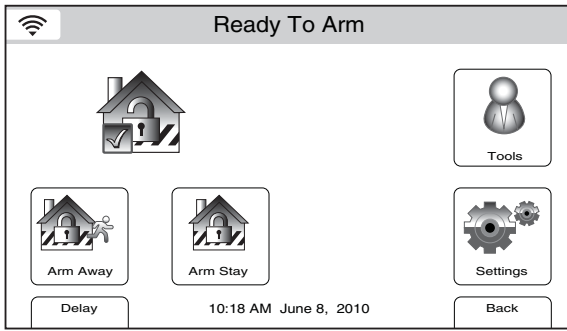 Ready To Arm
Tools
Arm Away
Arm Stay
Settings
Delay
10:18 AM June 8, 2010
Back